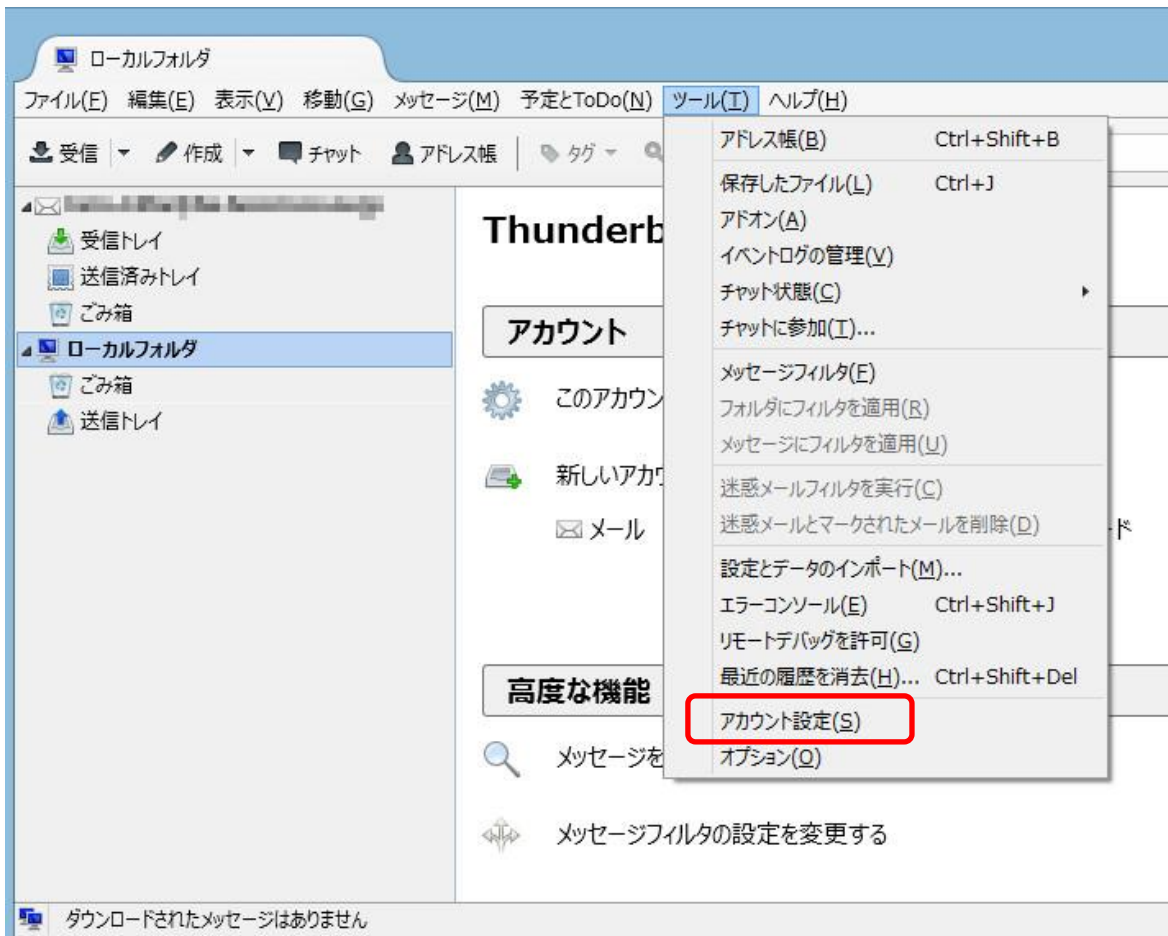 ローカルフォルダ
ファイル(F) 編集(E) 表示(V) 移動(G) メッセージ(M) 予定とToDo(N) ツール(T) ヘルプ(H)
受信 作成 チャット アドレス帳 タグ
受信トレイ
送信済みトレイ
ごみ箱
ローカルフォルダ
ごみ箱
送信トレイ
Thunderb
アカウント
このアカウン
新しいアカウ
メール
ド
高度な機能
メッセージを
メッセージフィルタの設定を変更する
アドレス帳(B) Ctrl+Shift+B
保存したファイル(L) Ctrl+J
アドオン(A)
イベントログの管理(V)
チャット状態(C)
チャットに参加(T)...
メッセージフィルタ(F)
フォルダにフィルタを適用(R)
メッセージにフィルタを適用(U)
迷惑メールフィルタを実行(C)
迷惑メールとマークされたメールを削除(D)
設定とデータのインポート(M)...
エラーコンソール(E) Ctrl+Shift+J
リモートデバッグを許可(G)
最近の履歴を消去(H)... Ctrl+Shift+Del
アカウント設定(S)
オプション(O)
ダウンロードされたメッセージはありません